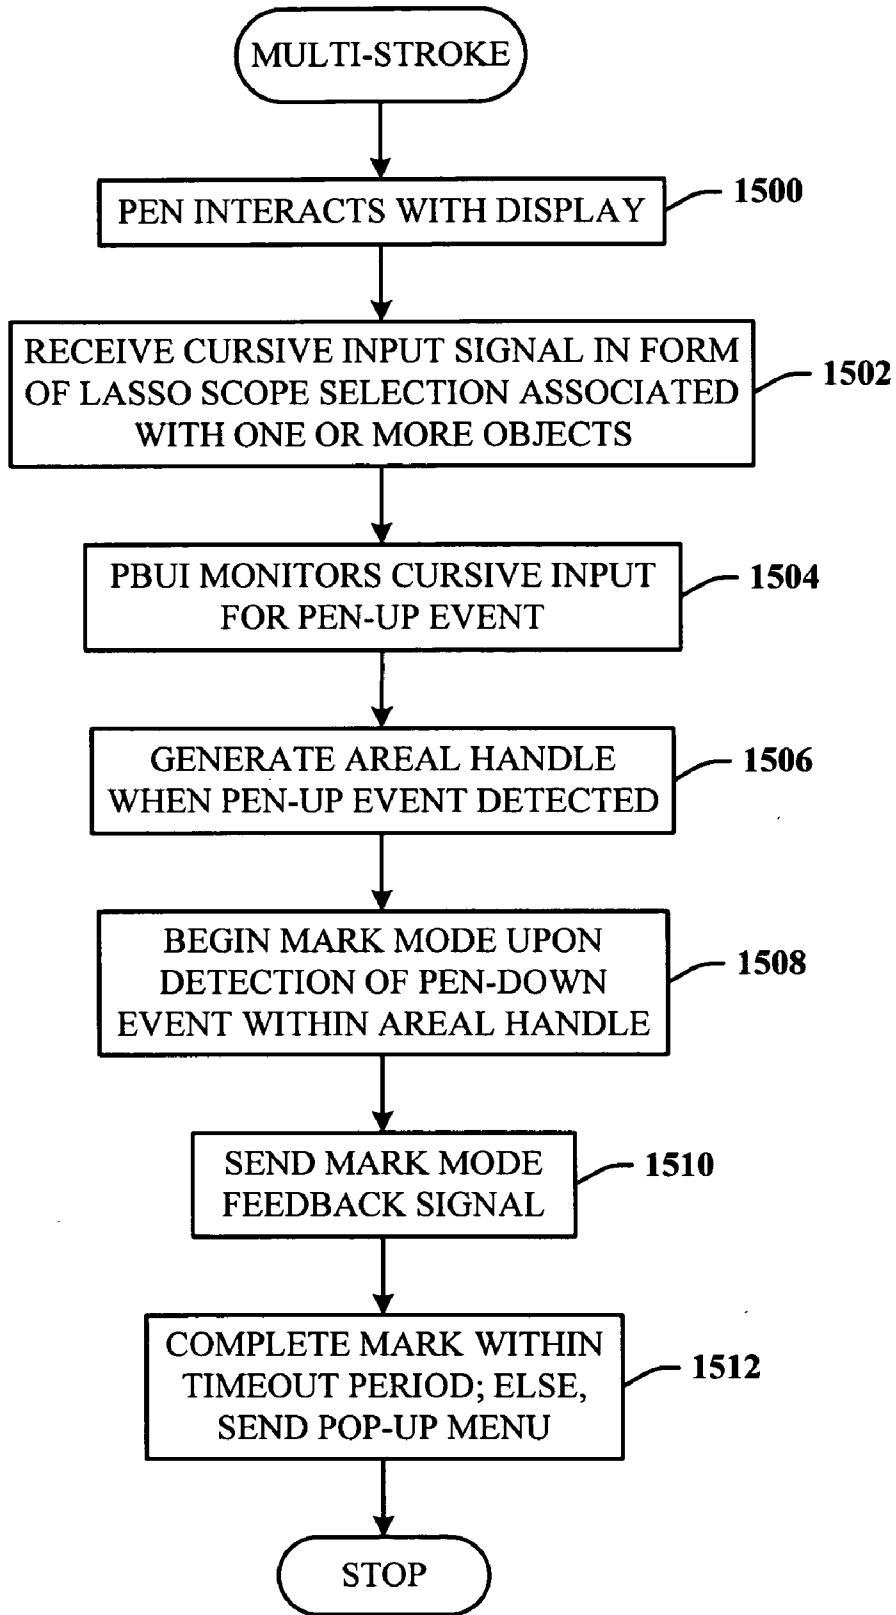 MULTI-STROKE
PEN INTERACTS WITH DISPLAY
1500
RECEIVE CURSIVE INPUT SIGNAL IN FORM
OF LASSO SCOPE SELECTION ASSOCIATED
WITH ONE OR MORE OBJECTS
1502
PBUI MONITORS CURSIVE INPUT
FOR PEN-UP EVENT
1504
GENERATE AREAL HANDLE
WHEN PEN-UP EVENT DETECTED
1506
BEGIN MARK MODE UPON
DETECTION OF PEN-DOWN
EVENT WITHIN AREAL HANDLE
1508
SEND MARK MODE
FEEDBACK SIGNAL
1510
COMPLETE MARK WITHIN
TIMEOUT PERIOD; ELSE,
SEND POP-UP MENU
1512
STOP